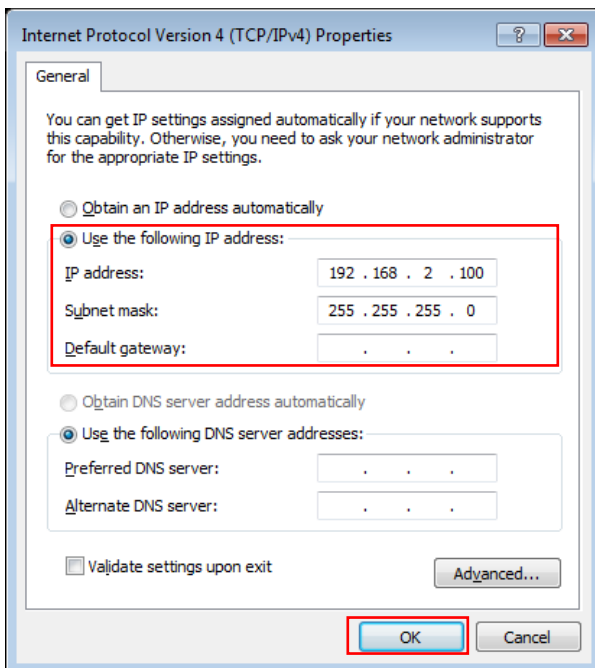 Internet Protocol Version 4 (TCP/IPv4) Properties
General
You can get IP settings assigned automatically if your network supports
this capability. Otherwise, you need to ask your network administrator
for the appropriate IP settings.
Obtain an IP address automatically
Use the following IP address:
IP address: 192 . 168 . 2 . 100
Subnet mask: 255 . 255 . 255 . 0
Default gateway: . . .
Obtain DNS server address automatically
Use the following DNS server addresses:
Preferred DNS server: . . .
Alternate DNS server: . . .
Validate settings upon exit
Advanced...
OK Cancel